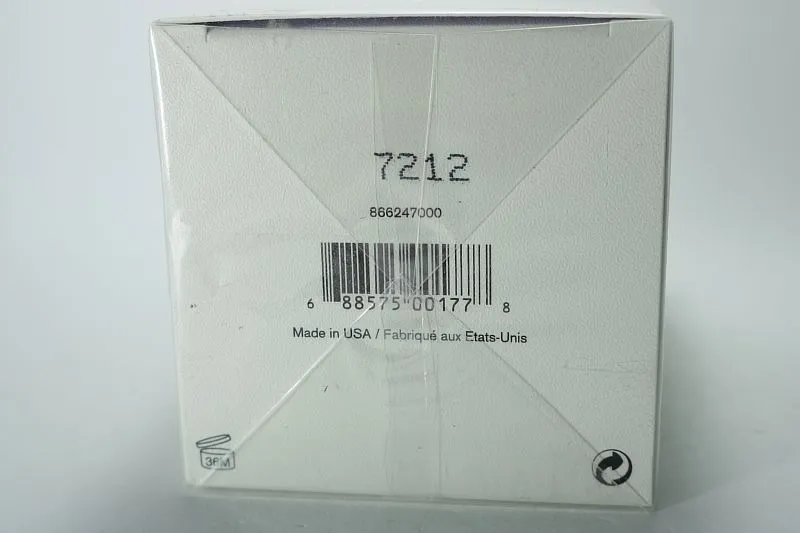 7212
866247000
6 88575 00177 8
Made in USA / Fabriqué aux Etats-Unis
36M